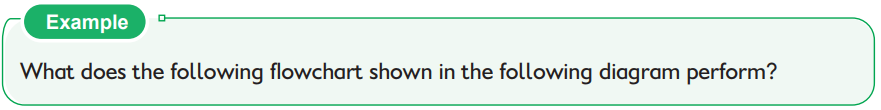 Example
What does the following flowchart shown in the following diagram perform?